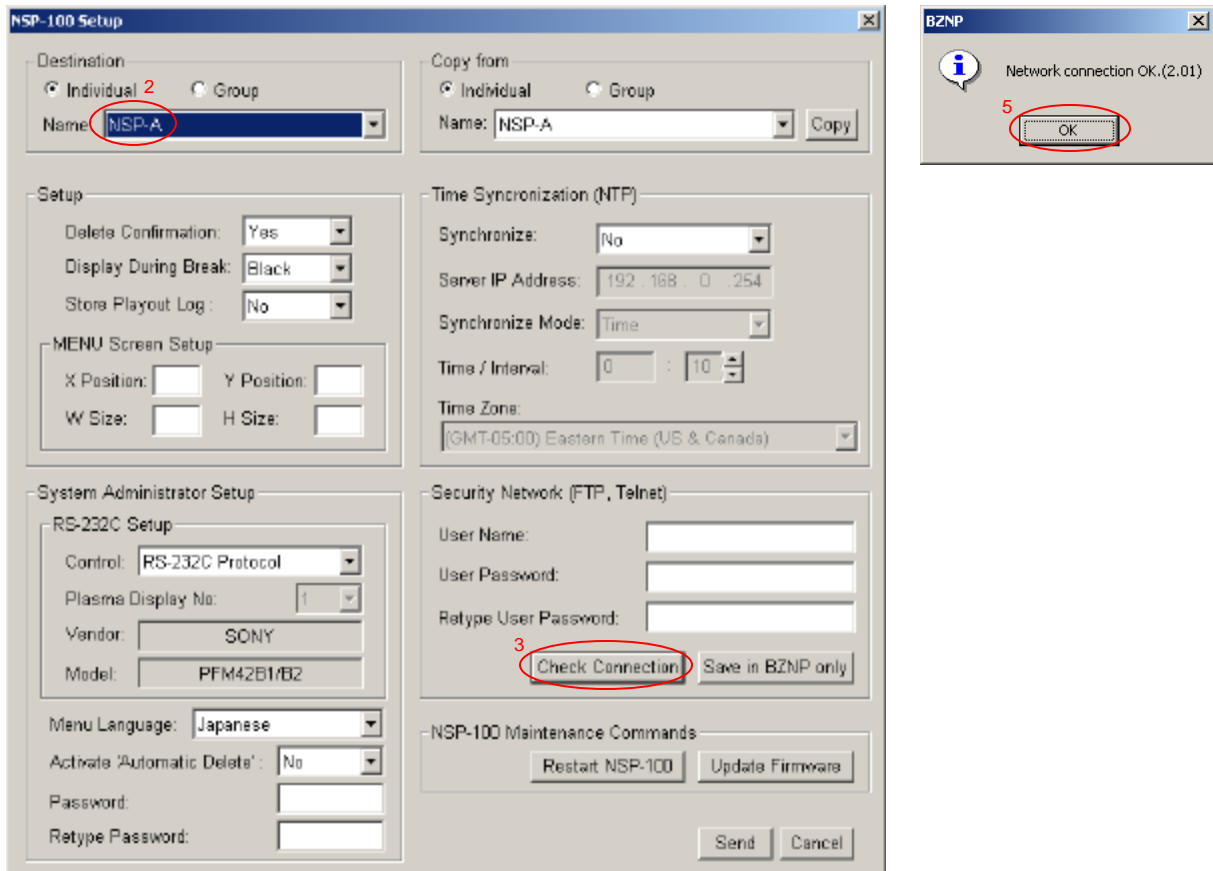 NSP-100 Setup
Destination
Individual 2 Group
Name: NSP-A
Copy from
Individual Group
Name: NSP-A Copy
Setup
Delete Confirmation: Yes
Display During Break: Black
Store Playout Log : No
MENU Screen Setup
X Position: Y Position:
W Size: H Size:
Time Syncronization (NTP)
Synchronize: No
Server IP Address: 192 . 168 . 0 . 254
Synchronize Mode: Time
Time / Interval: 0 : 10
Time Zone:
(GMT-05:00) Eastern Time (US & Canada)
System Administrator Setup
RS-232C Setup
Control: RS-232C Protocol
Plasma Display No: 1
Vendor: SONY
Model: PFM42B1/B2
Menu Language: Japanese
Activate 'Automatic Delete' : No
Password:
Retype Password:
Security Network (FTP, Telnet)
User Name:
User Password:
Retype User Password:
3
Check Connection Save in BZNP only
NSP-100 Maintenance Commands
Restart NSP-100 Update Firmware
Send Cancel
BZNP
Network connection OK.(2.01)
5
OK